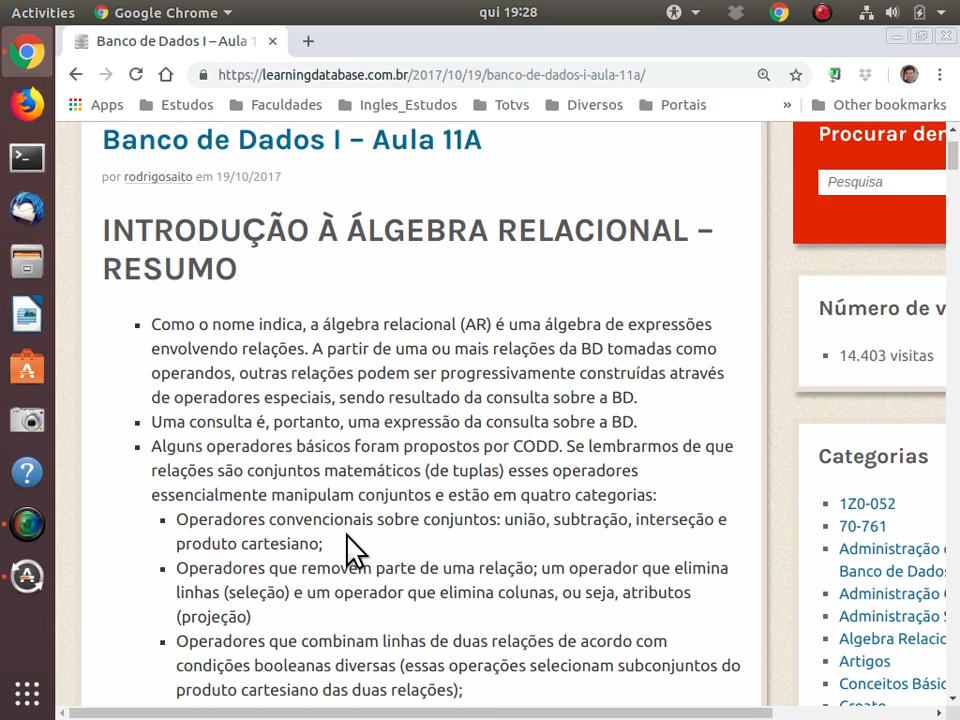 Activities
Google Chrome
qui 19:28
Banco de Dados I – Aula 1
https://learningdatabase.com.br/2017/10/19/banco-de-dados-i-aula-11a/
Apps
Estudos
Faculdades
Ingles_Estudos
Totvs
Diversos
Portais
»
Other bookmarks
Banco de Dados I – Aula 11A
por rodrigosaito em 19/10/2017
INTRODUÇÃO À ÁLGEBRA RELACIONAL –
RESUMO
Como o nome indica, a álgebra relacional (AR) é uma álgebra de expressões
envolvendo relações. A partir de uma ou mais relações da BD tomadas como
operandos, outras relações podem ser progressivamente construídas através
de operadores especiais, sendo resultado da consulta sobre a BD.
Uma consulta é, portanto, uma expressão da consulta sobre a BD.
Alguns operadores básicos foram propostos por CODD. Se lembrarmos de que
relações são conjuntos matemáticos (de tuplas) esses operadores
essencialmente manipulam conjuntos e estão em quatro categorias:
Operadores convencionais sobre conjuntos: união, subtração, interseção e
produto cartesiano;
Operadores que removem parte de uma relação; um operador que elimina
linhas (seleção) e um operador que elimina colunas, ou seja, atributos
(projeção)
Operadores que combinam linhas de duas relações de acordo com
condições booleanas diversas (essas operações selecionam subconjuntos do
produto cartesiano das duas relações);
Procurar der
Pesquisa
Número de v
14.403 visitas
Categorias
1Z0-052
70-761
Administração
Banco de Dados
Administração
Administração
Algebra Relacio
Artigos
Conceitos Bási
Create